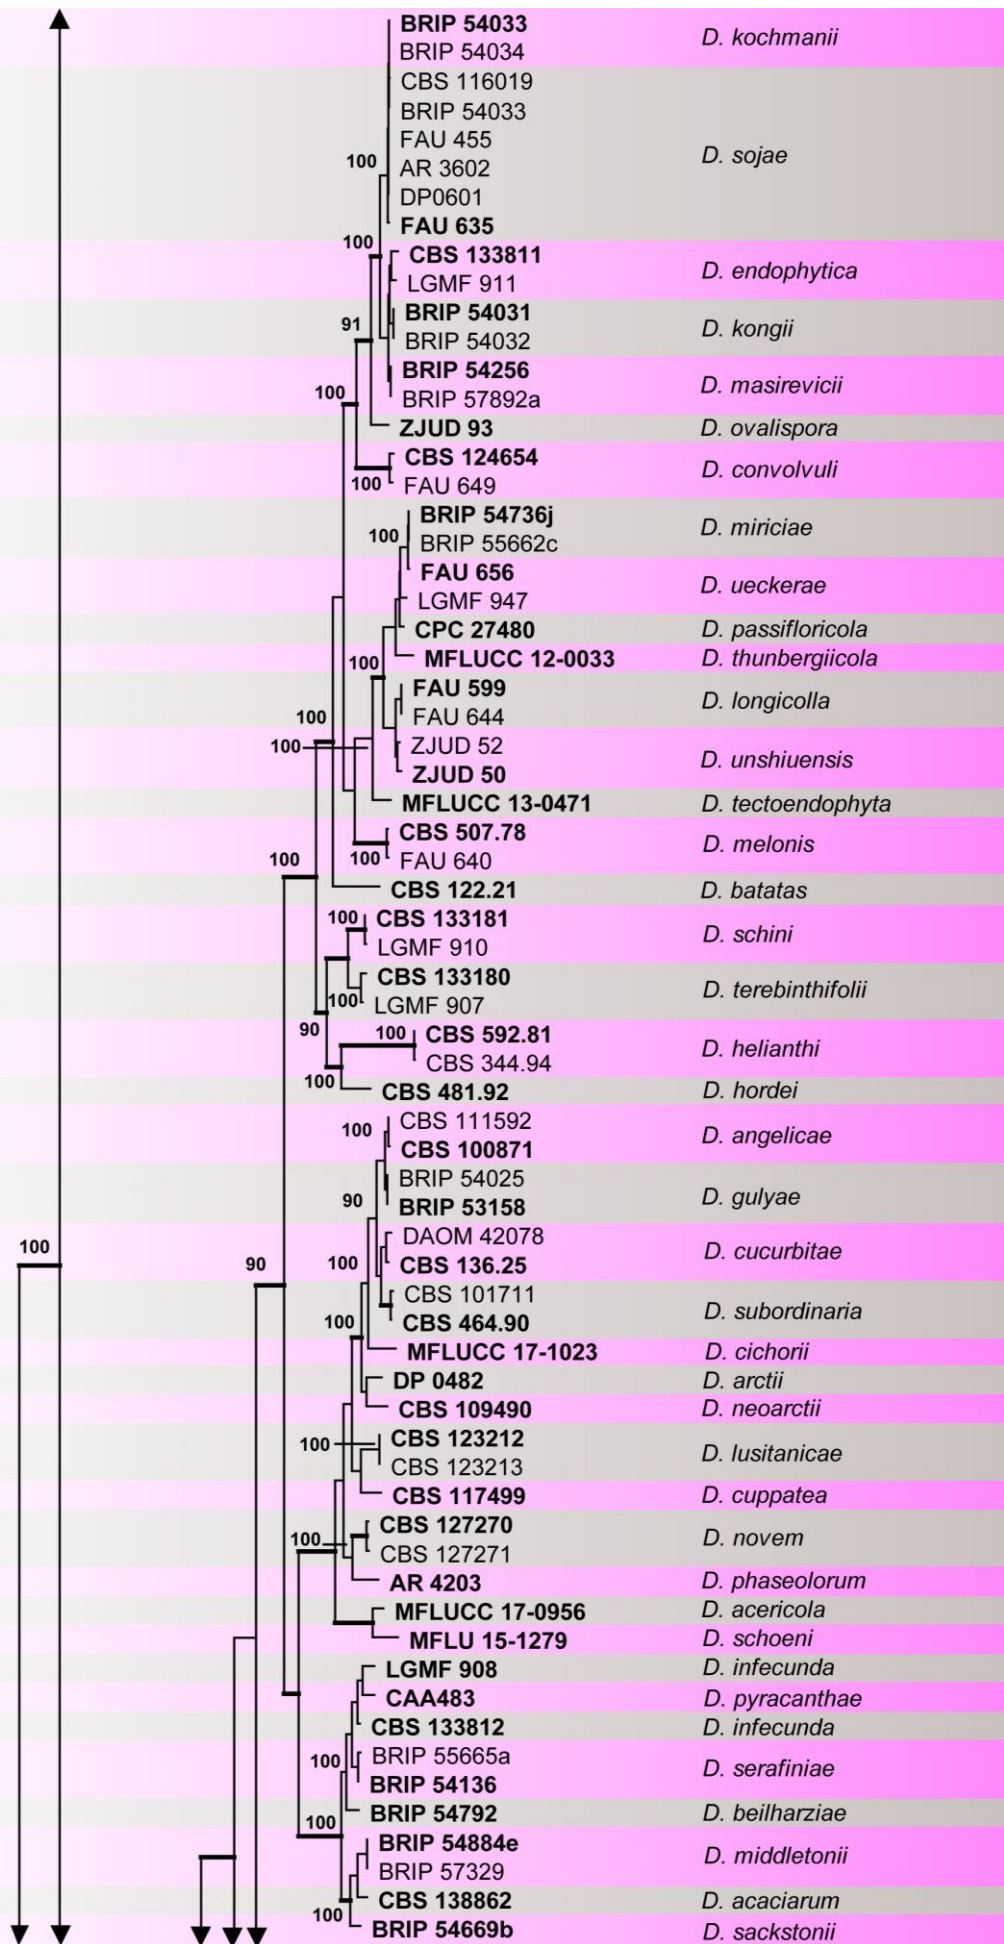 BRIP 54033
D. kochmanii
BRIP 54034
CBS 116019
BRIP 54033
FAU 455
D. sojae
100
AR 3602
DP0601
FAU 635
100
CBS 133811
D. endophytica
LGMF 911
BRIP 54031
91
D. kongii
BRIP 54032
BRIP 54256
D. masirevicii
100
BRIP 57892a
ZJUD 93
D. ovalispora
CBS 124654
D. convolvuli
100
FAU 649
BRIP 54736j
D. miriciae
100
BRIP 55662c
FAU 656
D. ueckerae
LGMF 947
CPC 27480
D. passifloricola
MFLUCC 12-0033
D. thunbergiicola
100
FAU 599
D. longicolla
FAU 644
100
100
ZJUD 52
D. unshiuensis
ZJUD 50
MFLUCC 13-0471
D. tectoendophyta
CBS 507.78
D. melonis
100
100
FAU 640
CBS 122.21
D. batatas
100
CBS 133181
D. schini
LGMF 910
CBS 133180
D. terebinthifolii
100
LGMF 907
90
100
CBS 592.81
D. helianthi
CBS 344.94
100
CBS 481.92
D. hordei
CBS 111592
100
D. angelicae
CBS 100871
BRIP 54025
90
D. gulyae
BRIP 53158
DAOM 42078
100
D. cucurbitae
90
100
CBS 136.25
CBS 101711
D. subordinaria
100
CBS 464.90
MFLUCC 17-1023
D. cichorii
DP 0482
D. arctii
CBS 109490
D. neoarctii
100
CBS 123212
D. lusitanicae
CBS 123213
CBS 117499
D. cuppatea
CBS 127270
D. novem
100
CBS 127271
AR 4203
D. phaseolorum
MFLUCC 17-0956
D. acericola
MFLU 15-1279
D. schoeni
LGMF 908
D. infecunda
CAA483
D. pyracanthae
CBS 133812
D. infecunda
BRIP 55665a
100
D. serafiniae
BRIP 54136
BRIP 54792
D. beilharziae
100
BRIP 54884e
D. middletonii
BRIP 57329
CBS 138862
D. acaciarum
100
BRIP 54669b
D. sackstonii